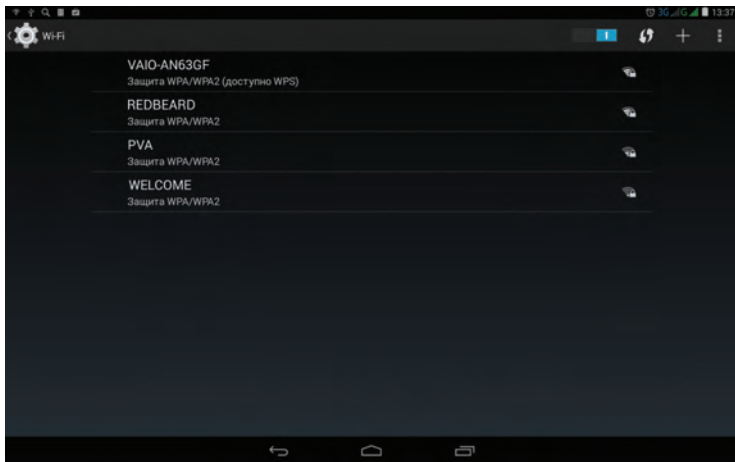 3G G 13:37
Wi-Fi
VAIO-AN63GF
Защита WPA/WPA2 (доступно WPS)
REDBEARD
Защита WPA/WPA2
PVA
Защита WPA/WPA2
WELCOME
Защита WPA/WPA2